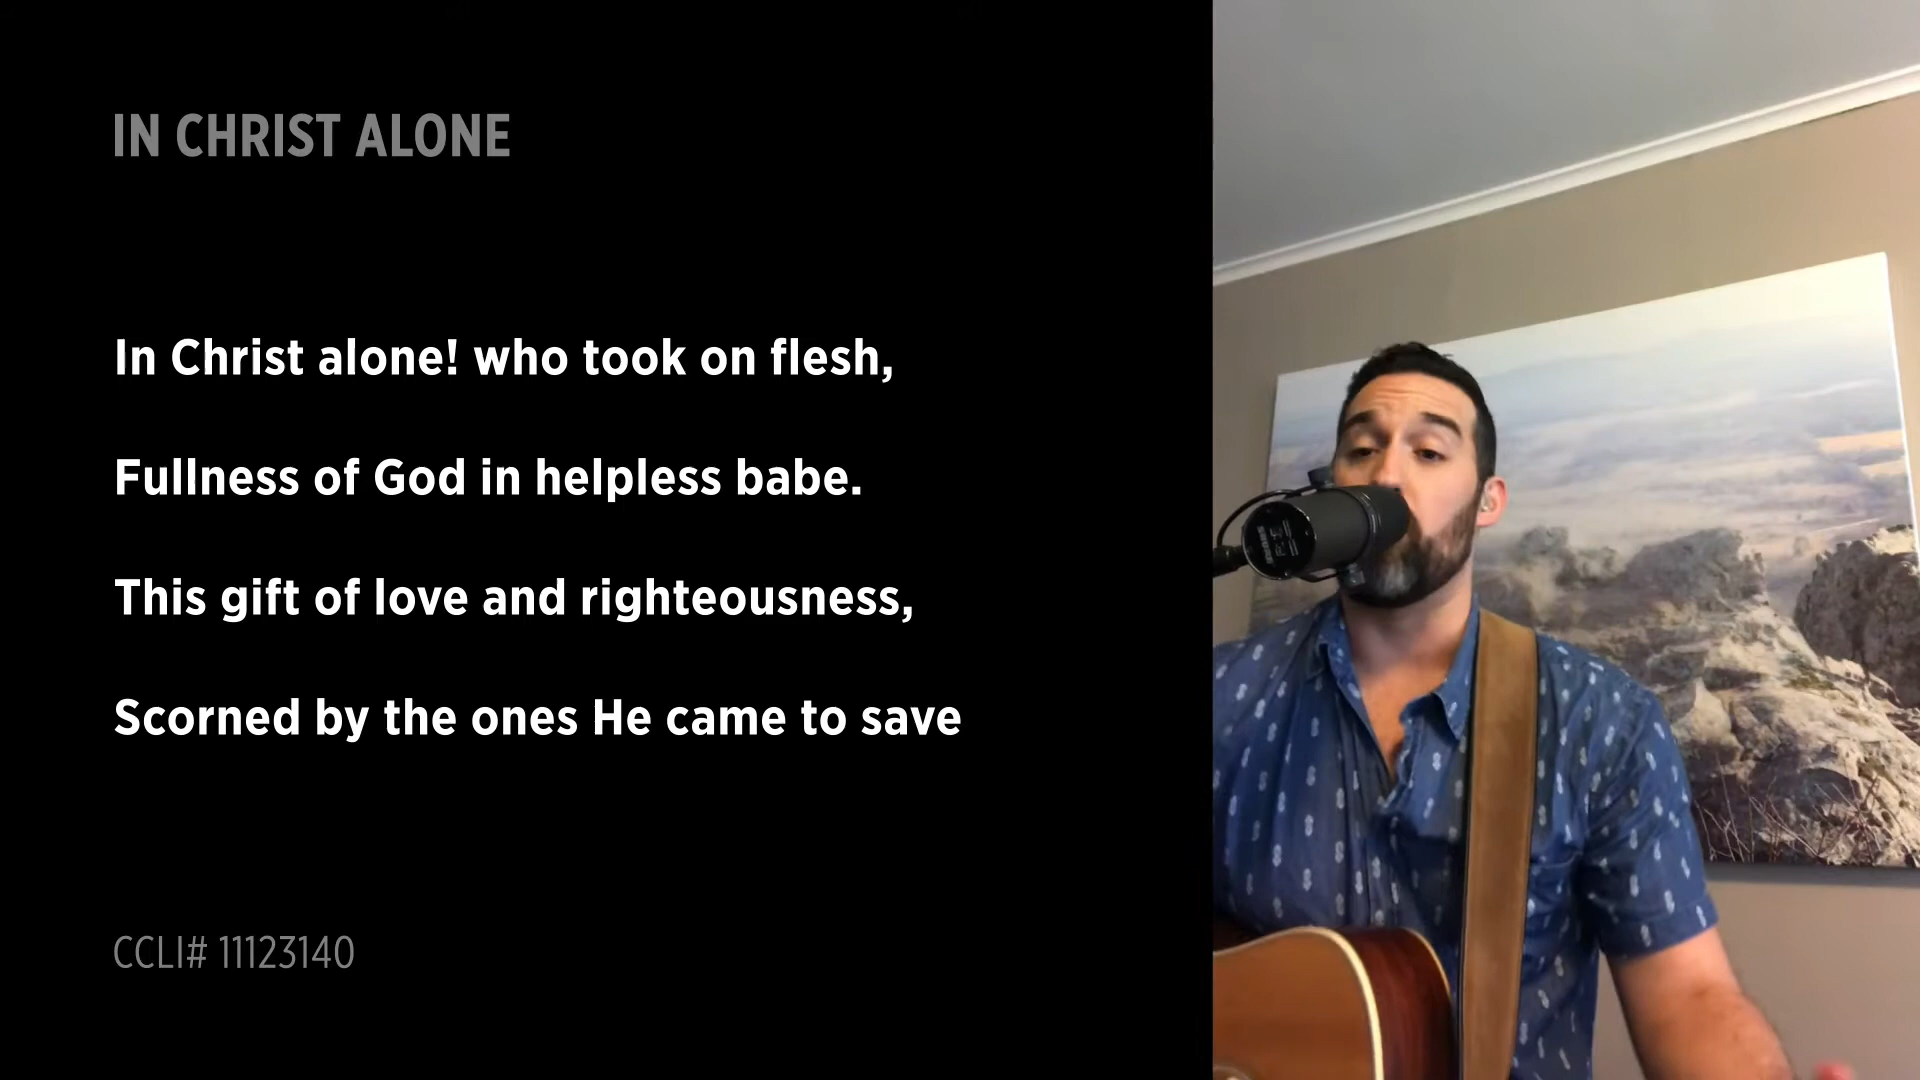 IN CHRIST ALONE
In Christ alone! who took on flesh,
Fullness of God in helpless babe.
This gift of love and righteousness,
Scorned by the ones He came to save
CCLI# 11123140